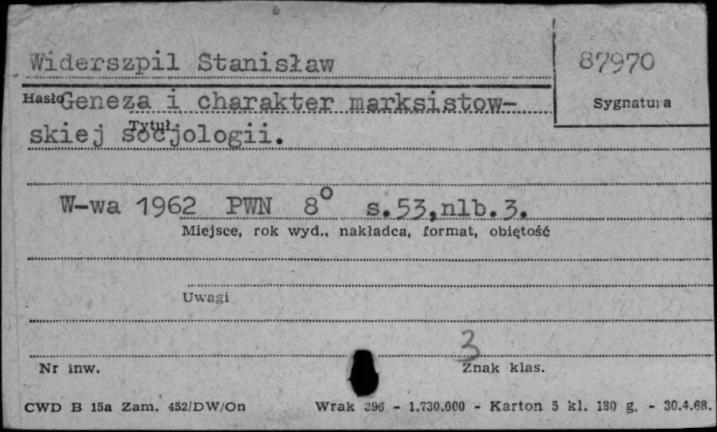 Widerszpil Stanisław
87970
Hasło
Geneza i charakter marksistow-
Sygnatura
Tytuł
skiej socjologii.
W-wa 1962 PWN 8° s.53,nlb.3.
Miejsce, rok wyd., nakładca, format, objętość
Uwagi
3
Nr inw.
Znak klas.
CWD B 15a Zam. 452/DW/On
Wrak 396 - 1.730.000 - Karton 5 kl. 180 g. - 30.4.68.